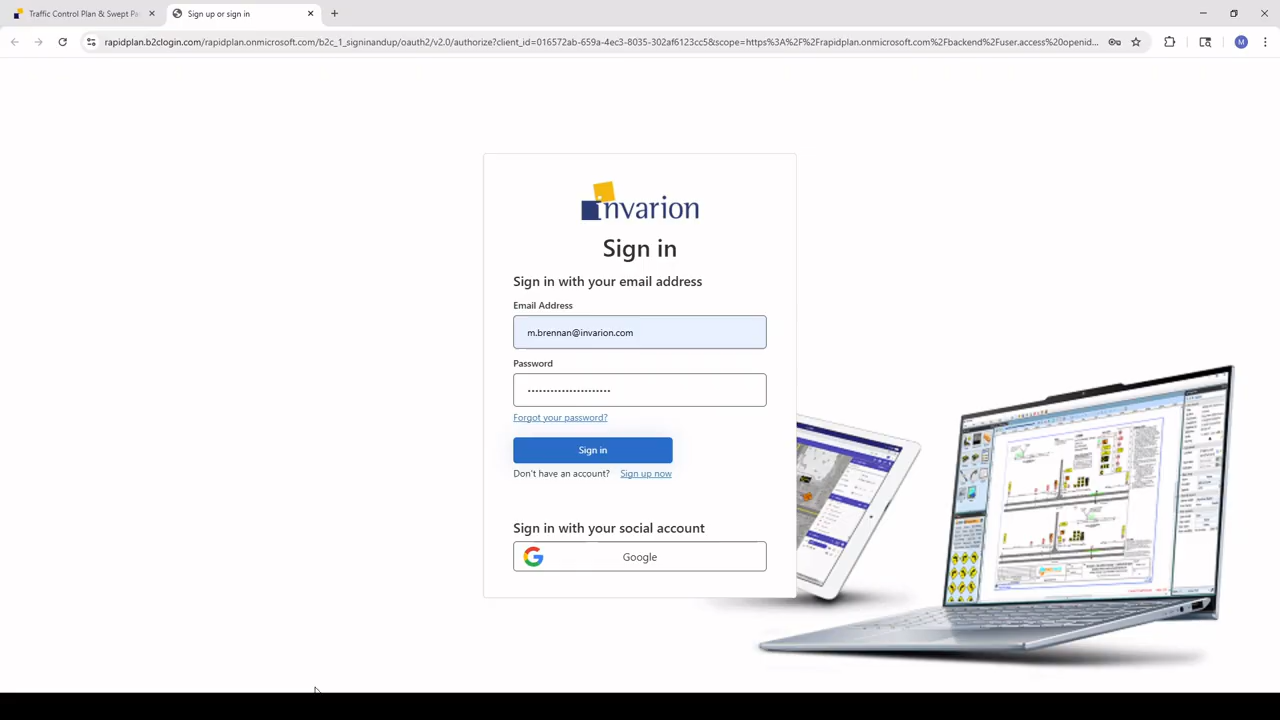 Traffic Control Plan & Swept Pa
Sign up or sign in
rapidplan.b2clogin.com/rapidplan.onmicrosoft.com/b2c_1_signinandup/oauth2/v2.0/authorize?client_id=016572ab-659a-4ec3-8035-302af6123cc5&scope=https%3A%2F%2Frapidplan.onmicrosoft.com%2Fbackend%2Fuser.access%20openid...
M
invarion
Sign in
Sign in with your email address
Email Address
m.brennan@invarion.com
Password
Forgot your password?
Sign in
Don't have an account? Sign up now
Sign in with your social account
Google